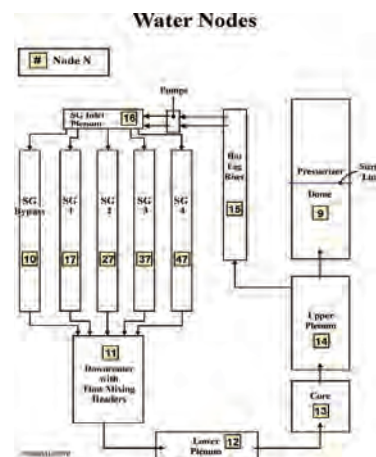 Water Nodes
# Node N
Pumps
SG Inlet
Plenum
16
Hot
Leg
Riser
15
Pressurizer
Dome
9
SG
Bypass
10
SG
1
17
SG
2
27
SG
3
37
SG
4
47
Upper
Plenum
14
11
Downcomer
with
Flow Mixing
Headers
Core
13
Lower
Plenum
12